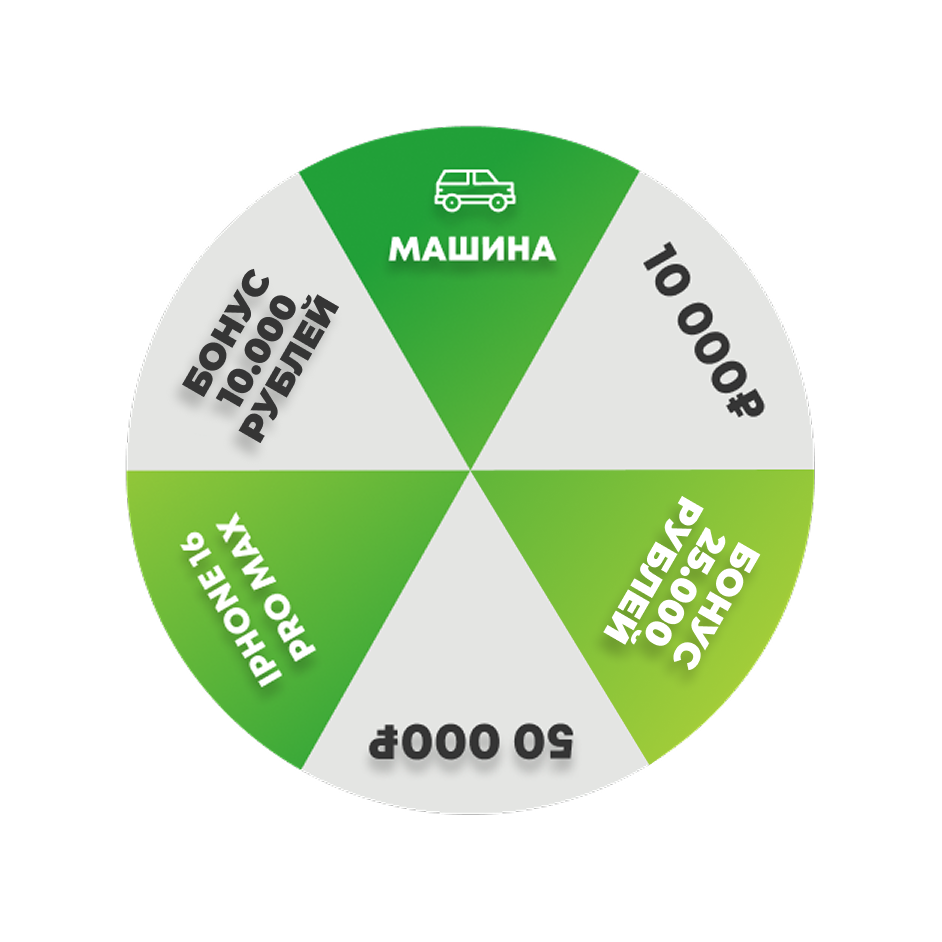 МАШИНА
10 000₽
БОНУС
25.000
РУБЛЕЙ
50 000₽
IPHONE 16
PRO MAX
БОНУС
10.000
РУБЛЕЙ